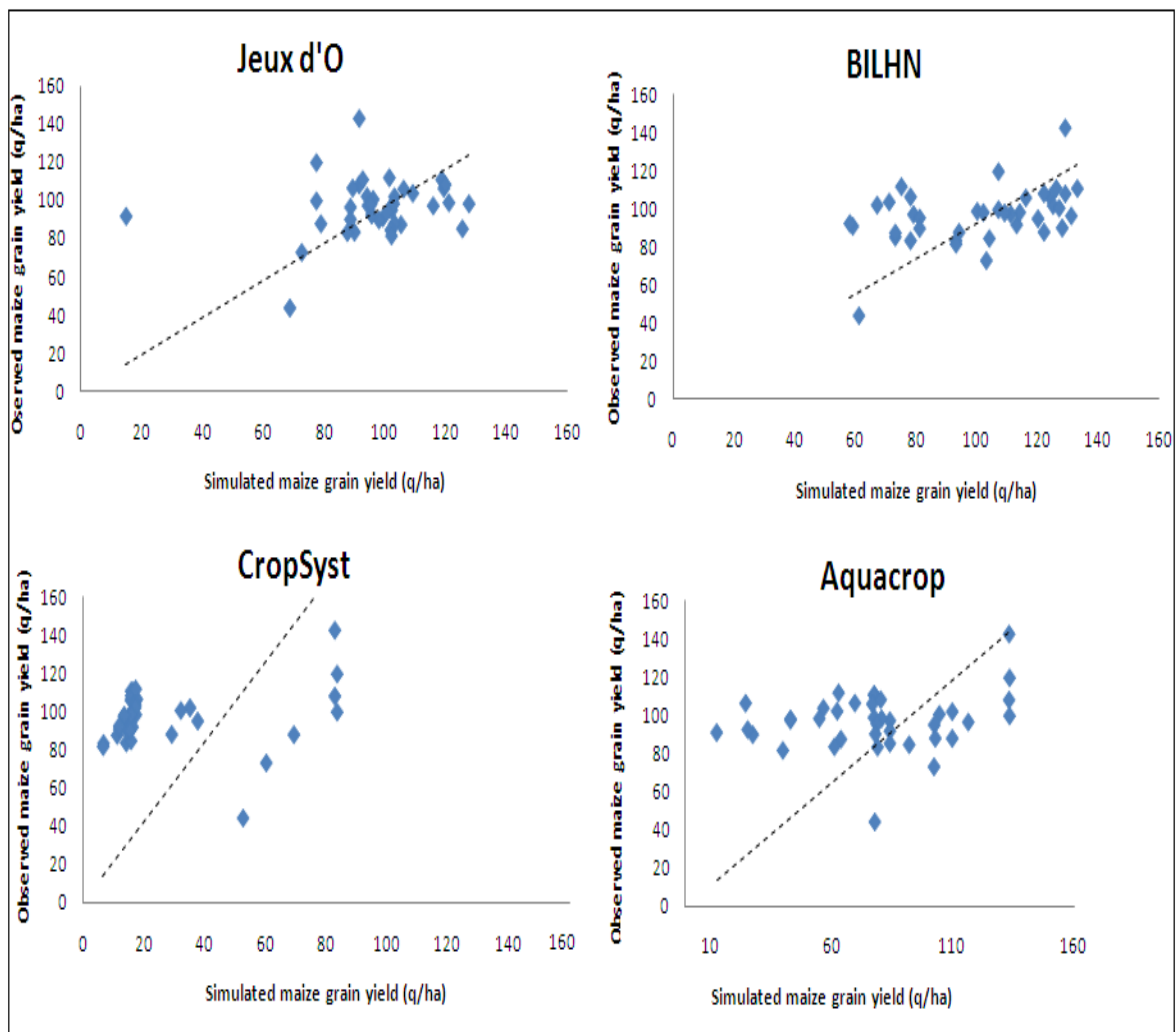 Jeux d'O
Oserved maize grain yield (q/ha)
160
140
120
100
80
60
40
20
0
0 20 40 60 80 100 120 140 160
Simulated maize grain yield (q/ha)
BILHN
Observed maize grain yield (q/ha)
160
140
120
100
80
60
40
20
0
0 20 40 60 80 100 120 140 160
Simulated maize grain yield (q/ha)
CropSyst
Observed maize grain yield (q/ha)
160
140
120
100
80
60
40
20
0
0 20 40 60 80 100 120 140 160
Simulated maize grain yield (q/ha)
Aquacrop
Observed maize grain yield (q/ha)
160
140
120
100
80
60
40
20
0
10 60 110 160
Simulated maize grain yield (q/ha)